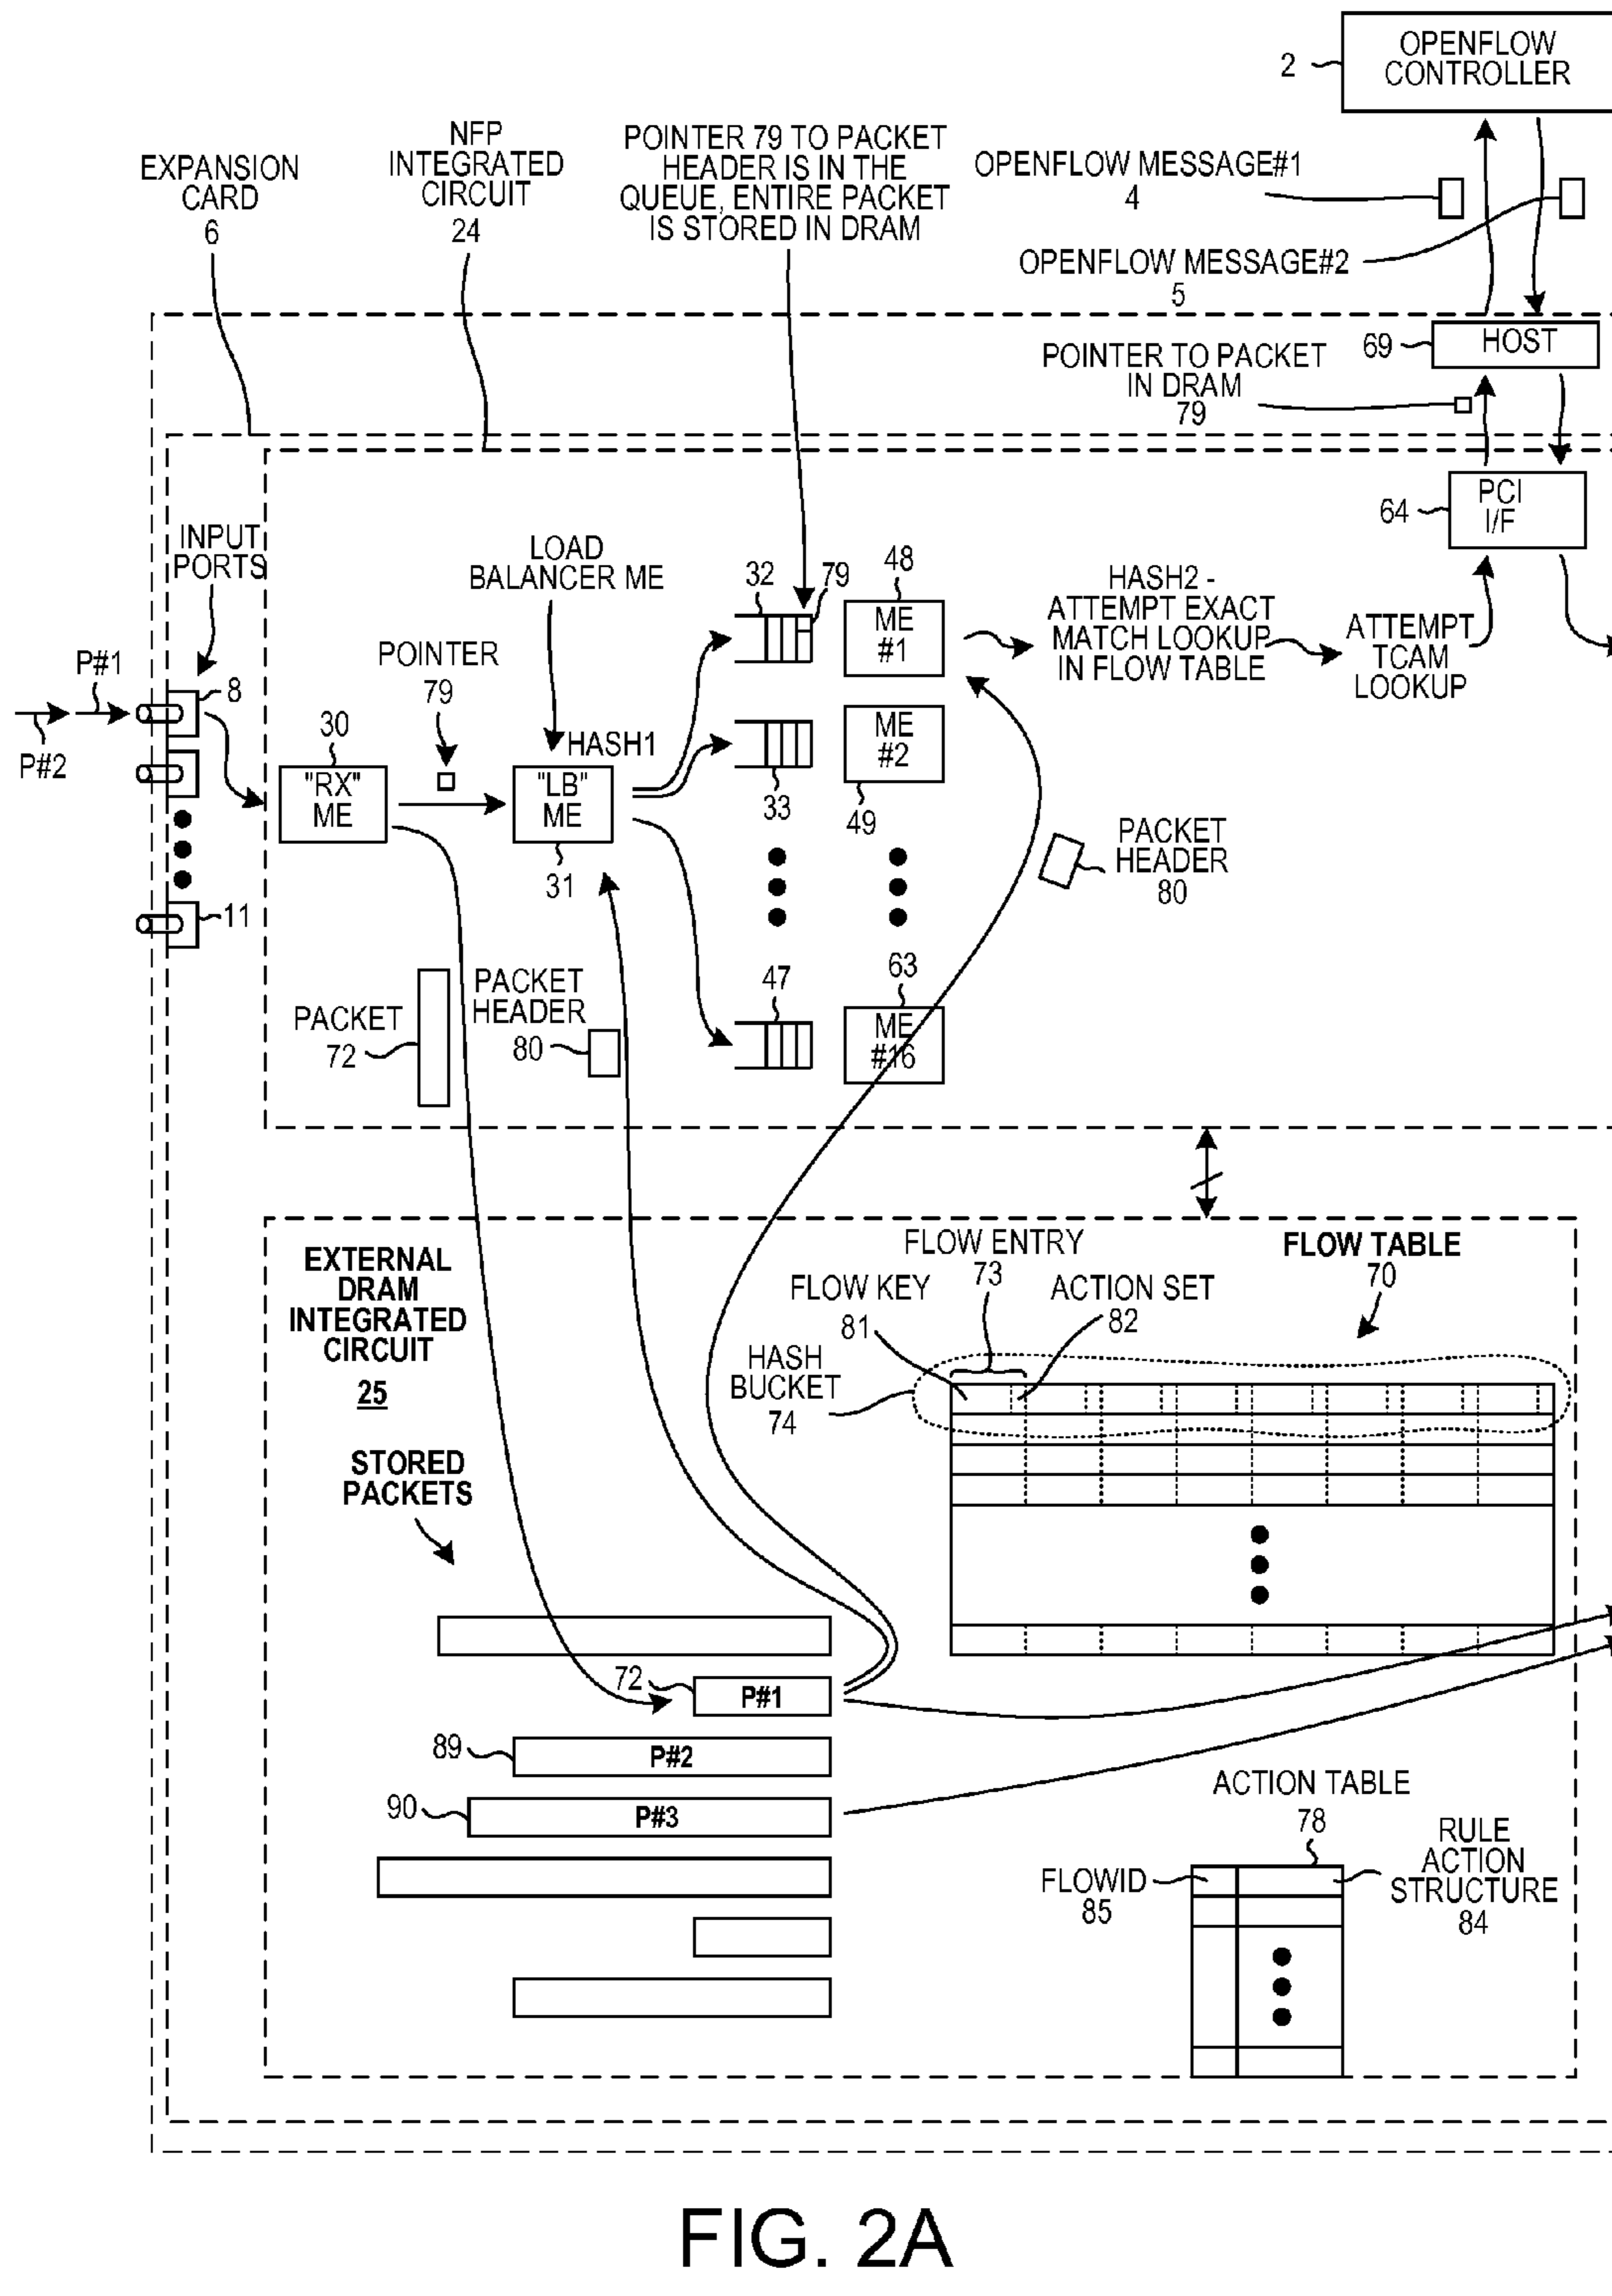 OPENFLOW
CONTROLLER
2
NFP
INTEGRATED
CIRCUIT
24
POINTER 79 TO PACKET
HEADER IS IN THE
QUEUE, ENTIRE PACKET
IS STORED IN DRAM
EXPANSION
CARD
6
OPENFLOW MESSAGE#1
4
OPENFLOW MESSAGE#2
5
HOST
69
POINTER TO PACKET
IN DRAM
79
PCI
I/F
64
INPUT
PORTS
LOAD
BALANCER ME
32
79
48
ME
#1
HASH2 -
ATTEMPT EXACT
MATCH LOOKUP
IN FLOW TABLE
ATTEMPT
TCAM
LOOKUP
P#1
P#2
8
POINTER
79
30
"RX"
ME
HASH1
"LB"
ME
31
33
ME
#2
49
PACKET
HEADER
80
11
PACKET
72
PACKET
HEADER
80
47
63
ME
#16
EXTERNAL
DRAM
INTEGRATED
CIRCUIT
25
FLOW ENTRY
73
FLOW TABLE
70
FLOW KEY
81
ACTION SET
82
HASH
BUCKET
74
STORED
PACKETS
72
P#1
89
P#2
90
P#3
ACTION TABLE
78
FLOWID
85
RULE
ACTION
STRUCTURE
84
FIG. 2A